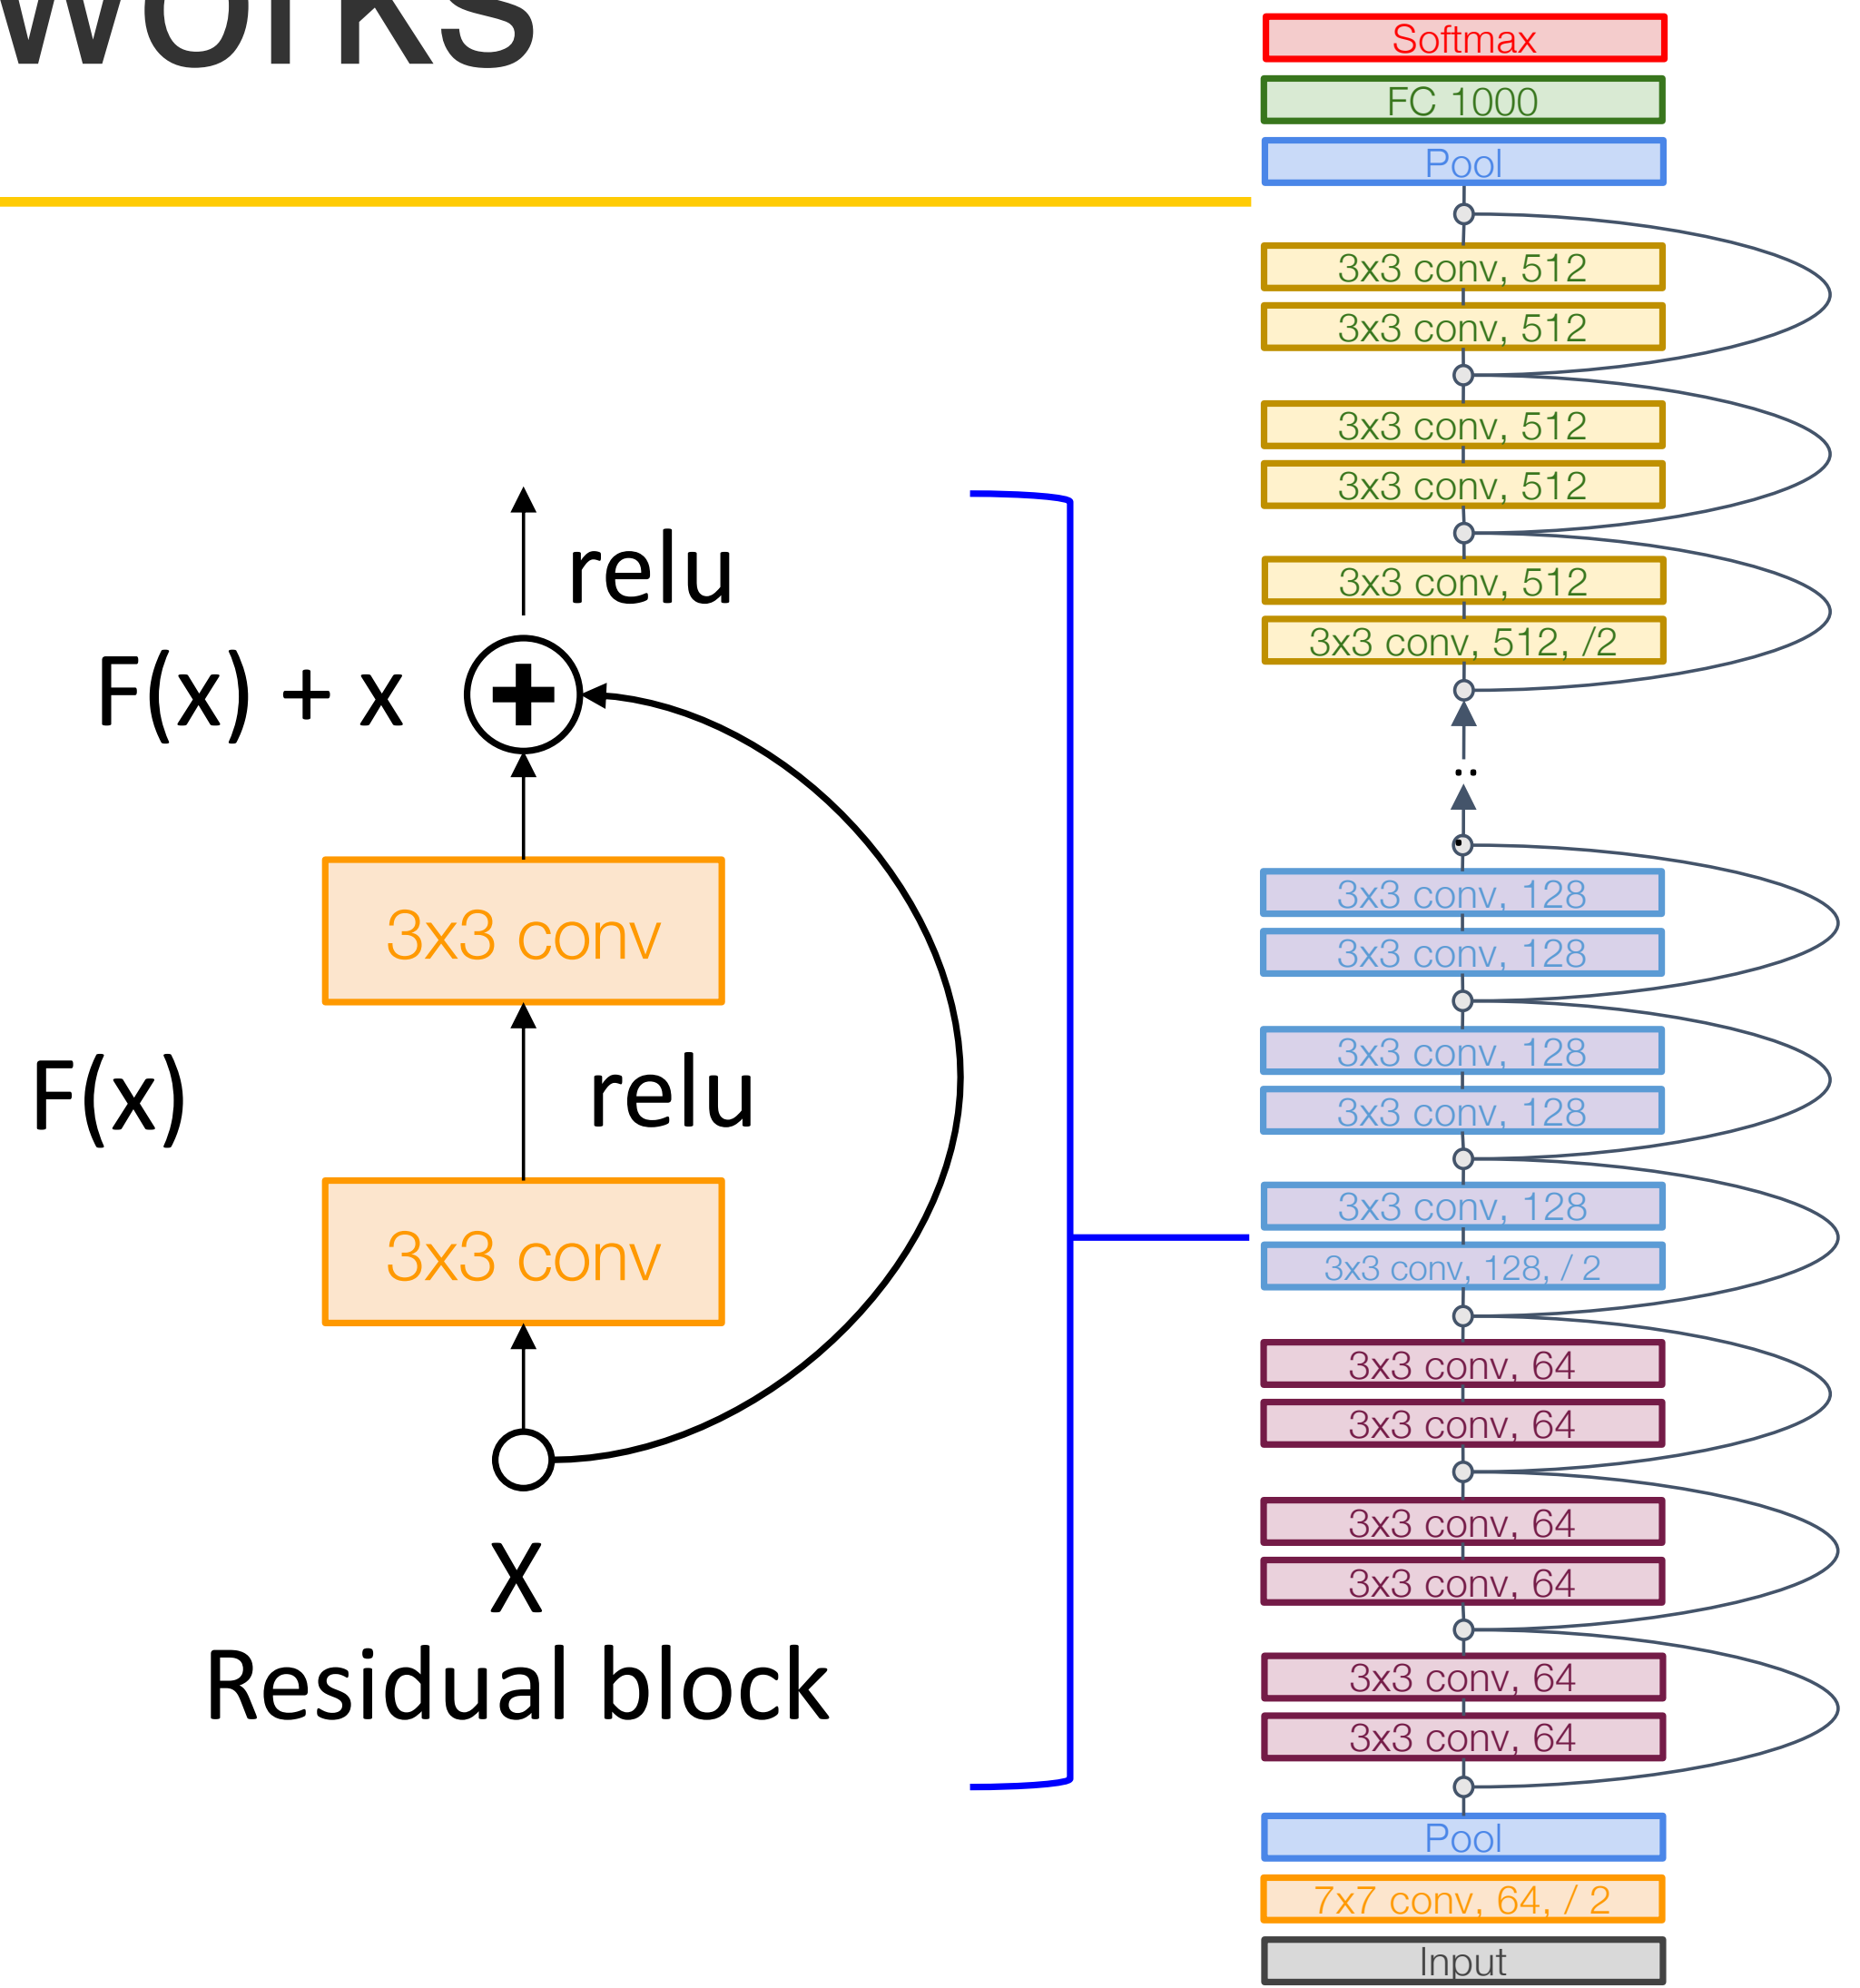 works
relu
F(x) + x
3x3 conv
F(x)
relu
3x3 conv
X
Residual block
Softmax
FC 1000
Pool
3x3 conv, 512
3x3 conv, 512
3x3 conv, 512
3x3 conv, 512
3x3 conv, 512
3x3 conv, 512, /2
..
.
3x3 conv, 128
3x3 conv, 128
3x3 conv, 128
3x3 conv, 128
3x3 conv, 128
3x3 conv, 128, / 2
3x3 conv, 64
3x3 conv, 64
3x3 conv, 64
3x3 conv, 64
3x3 conv, 64
3x3 conv, 64
Pool
7x7 conv, 64, / 2
Input